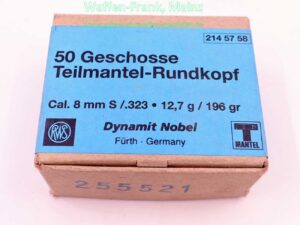 Waffen-Frank, Mainz
214 57 58
50 Geschosse
Teilmantel-Rundkopf
Cal. 8 mm S /.323 • 12,7 g / 196 gr
RWS
Dynamit Nobel
Fürth · Germany
MANTEL
255521